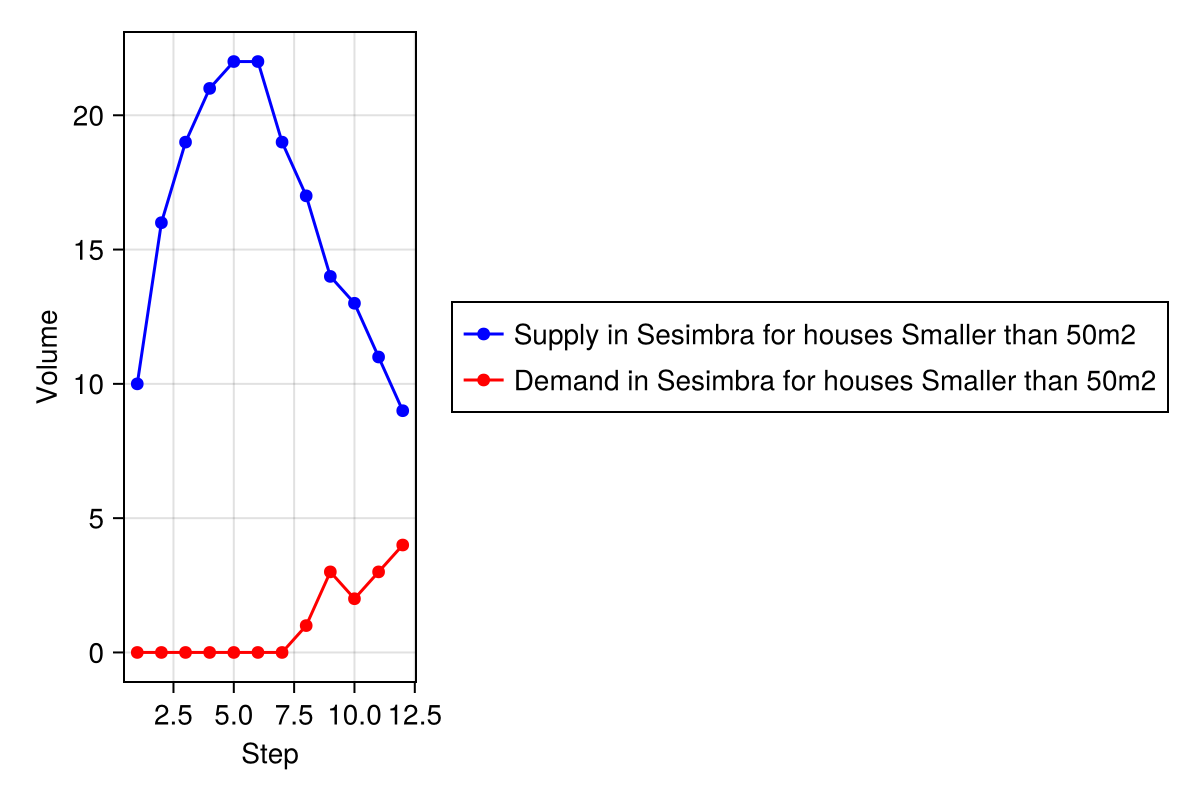 Volume
20
15
10
5
0
2.5 5.0 7.5 10.0 12.5
Step
Supply in Sesimbra for houses Smaller than 50m2
Demand in Sesimbra for houses Smaller than 50m2